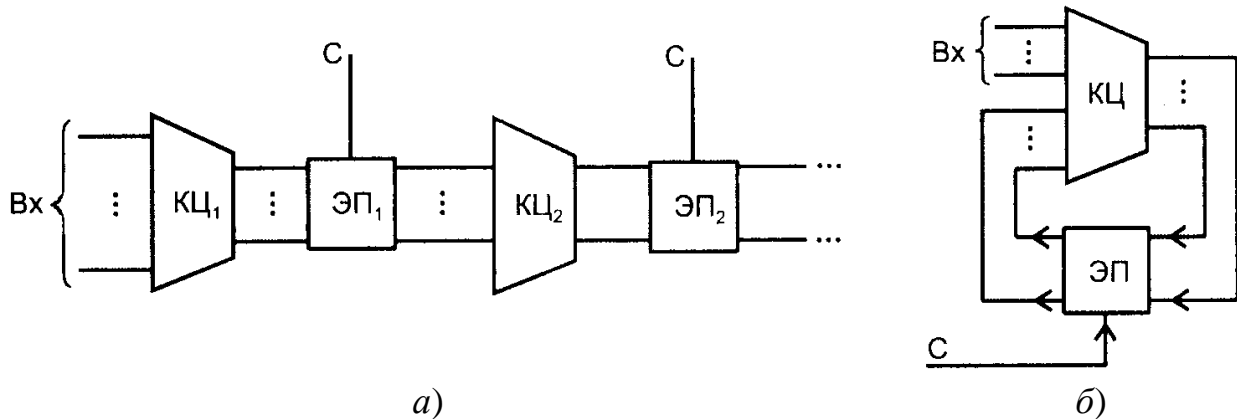 С
С
Вх
КЦ₁
ЭП₁
КЦ₂
ЭП₂
...
...
а)
Вх
КЦ
ЭП
С
б)